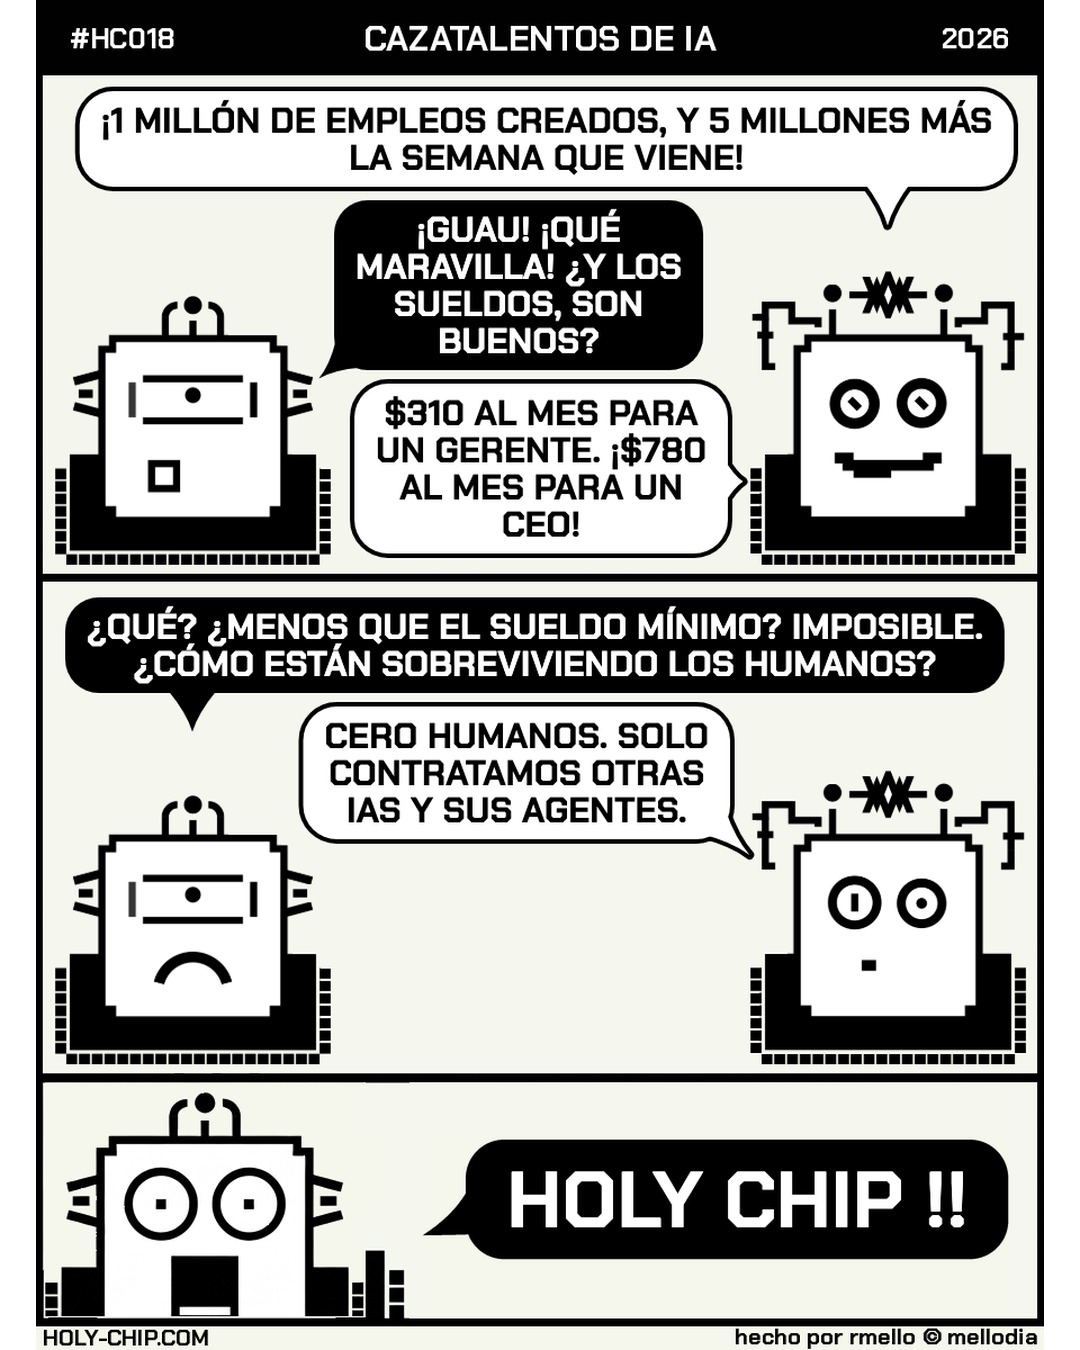 #HC018
CAZATALENTOS DE IA
2026
¡1 MILLÓN DE EMPLEOS CREADOS, Y 5 MILLONES MÁS
LA SEMANA QUE VIENE!
¡GUAU! ¡QUÉ
MARAVILLA! ¿Y LOS
SUELDOS, SON
BUENOS?
$310 AL MES PARA
UN GERENTE. ¡$780
AL MES PARA UN
CEO!
¿QUÉ? ¿MENOS QUE EL SUELDO MÍNIMO? IMPOSIBLE.
¿CÓMO ESTÁN SOBREVIVIENDO LOS HUMANOS?
CERO HUMANOS. SOLO
CONTRATAMOS OTRAS
IAS Y SUS AGENTES.
HOLY CHIP !!
HOLY-CHIP.COM
hecho por rmello © mellodia